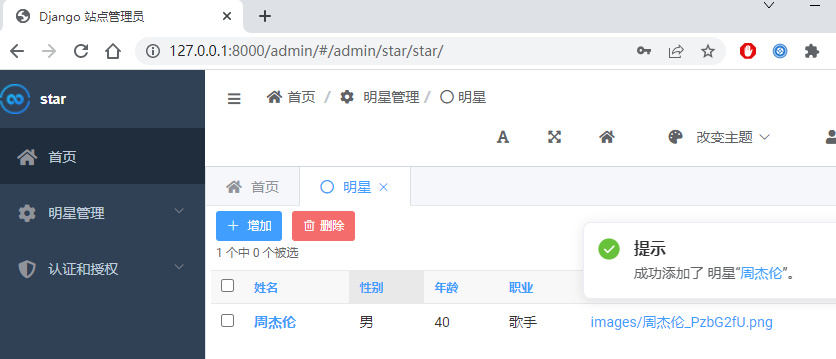 Django 站点管理员
127.0.0.1:8000/admin/#/admin/star/star/
star
首页 / 明星管理 / 明星
改变主题
首页
明星管理
认证和授权
首页 明星
增加 删除
1 个中 0 个被选
提示
成功添加了 明星“周杰伦”。
姓名 性别 年龄 职业
周杰伦 男 40 歌手 images/周杰伦_PzbG2fU.png